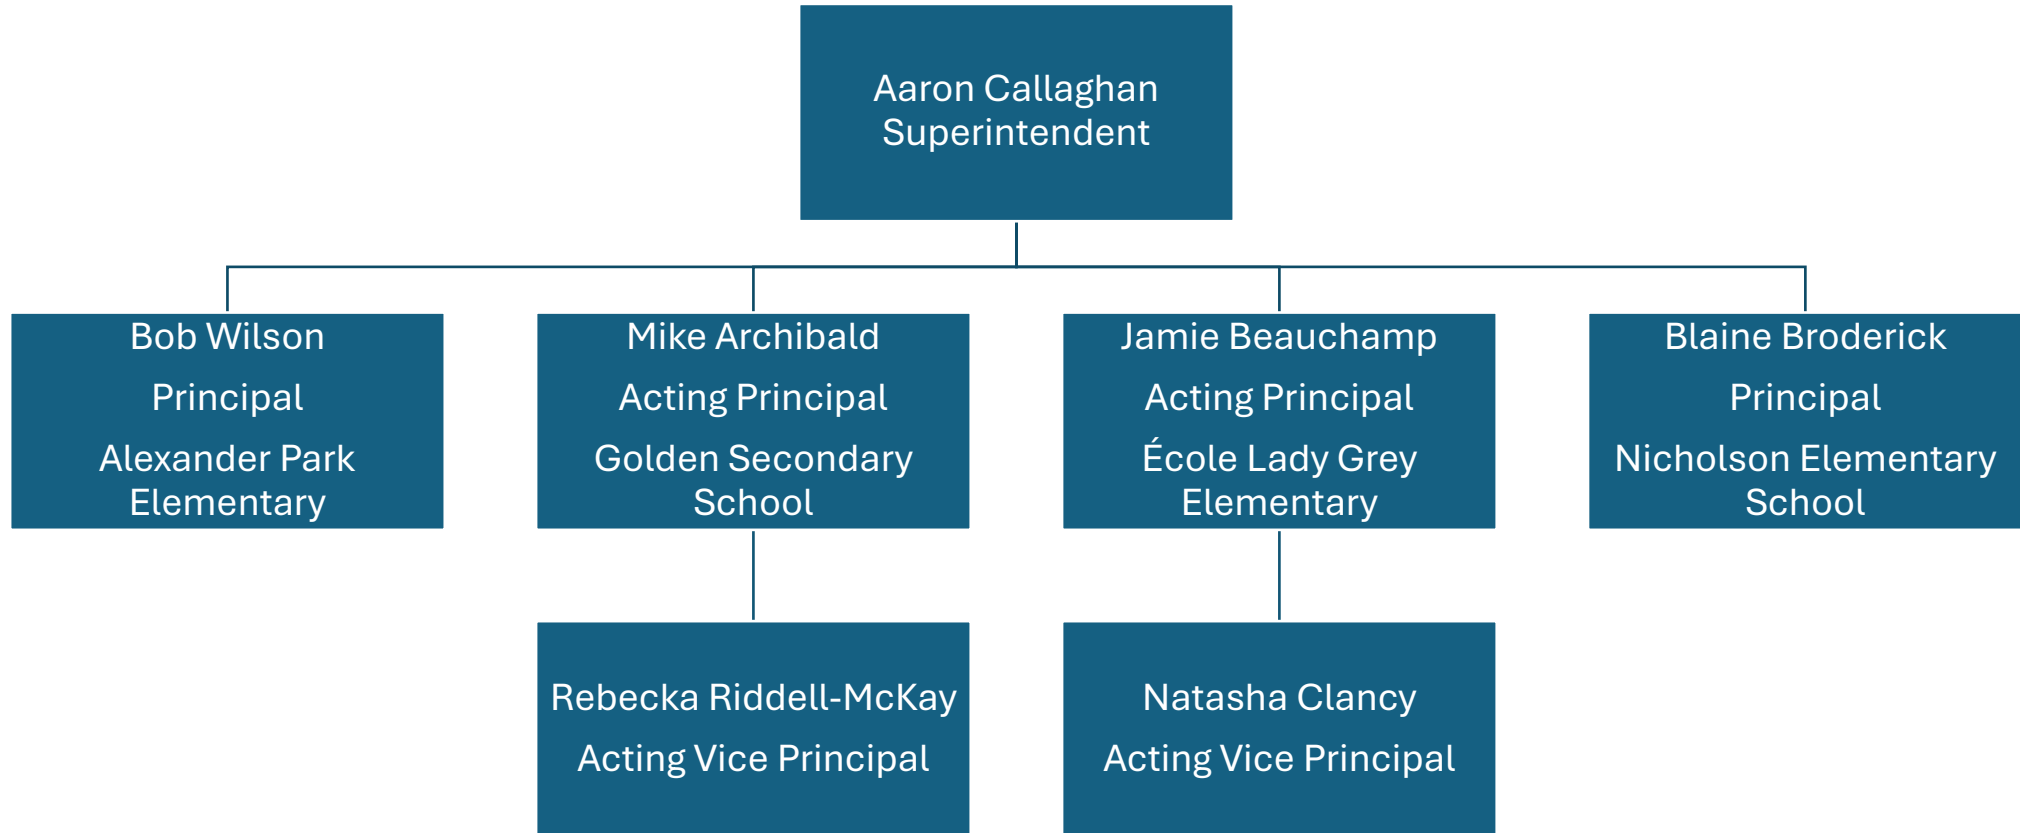 Aaron Callaghan
Superintendent
Bob Wilson
Principal
Alexander Park
Elementary
Mike Archibald
Acting Principal
Golden Secondary
School
Jamie Beauchamp
Acting Principal
École Lady Grey
Elementary
Blaine Broderick
Principal
Nicholson Elementary
School
Rebecka Riddell-McKay
Acting Vice Principal
Natasha Clancy
Acting Vice Principal